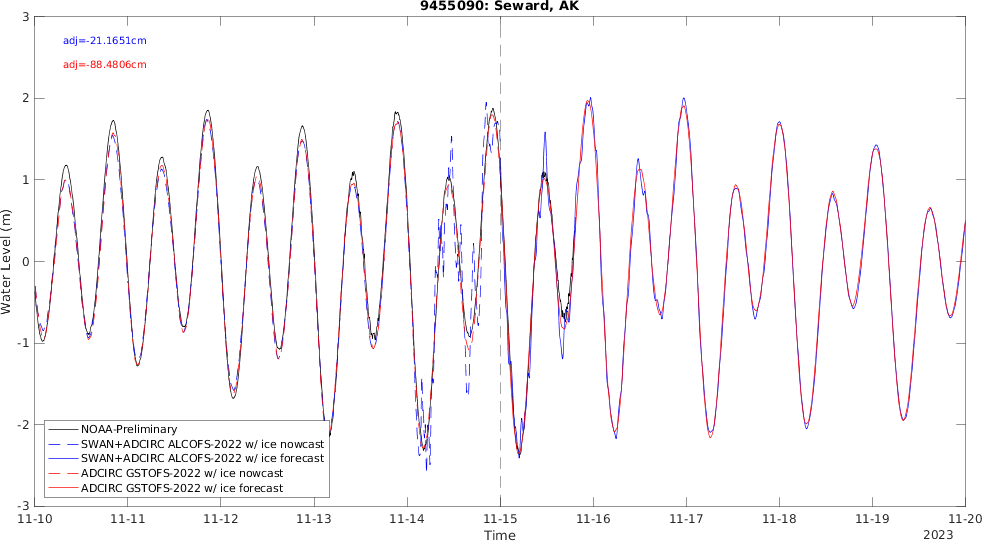 9455090: Seward, AK
adj=-21.1651cm
adj=-88.4806cm
Water Level (m)
3
2
1
0
-1
-2
-3
NOAA-Preliminary
SWAN+ADCIRC ALCOFS-2022 w/ ice nowcast
SWAN+ADCIRC ALCOFS-2022 w/ ice forecast
ADCIRC GSTOFS-2022 w/ ice nowcast
ADCIRC GSTOFS-2022 w/ ice forecast
11-10 11-11 11-12 11-13 11-14 11-15 11-16 11-17 11-18 11-19 11-20
Time
2023